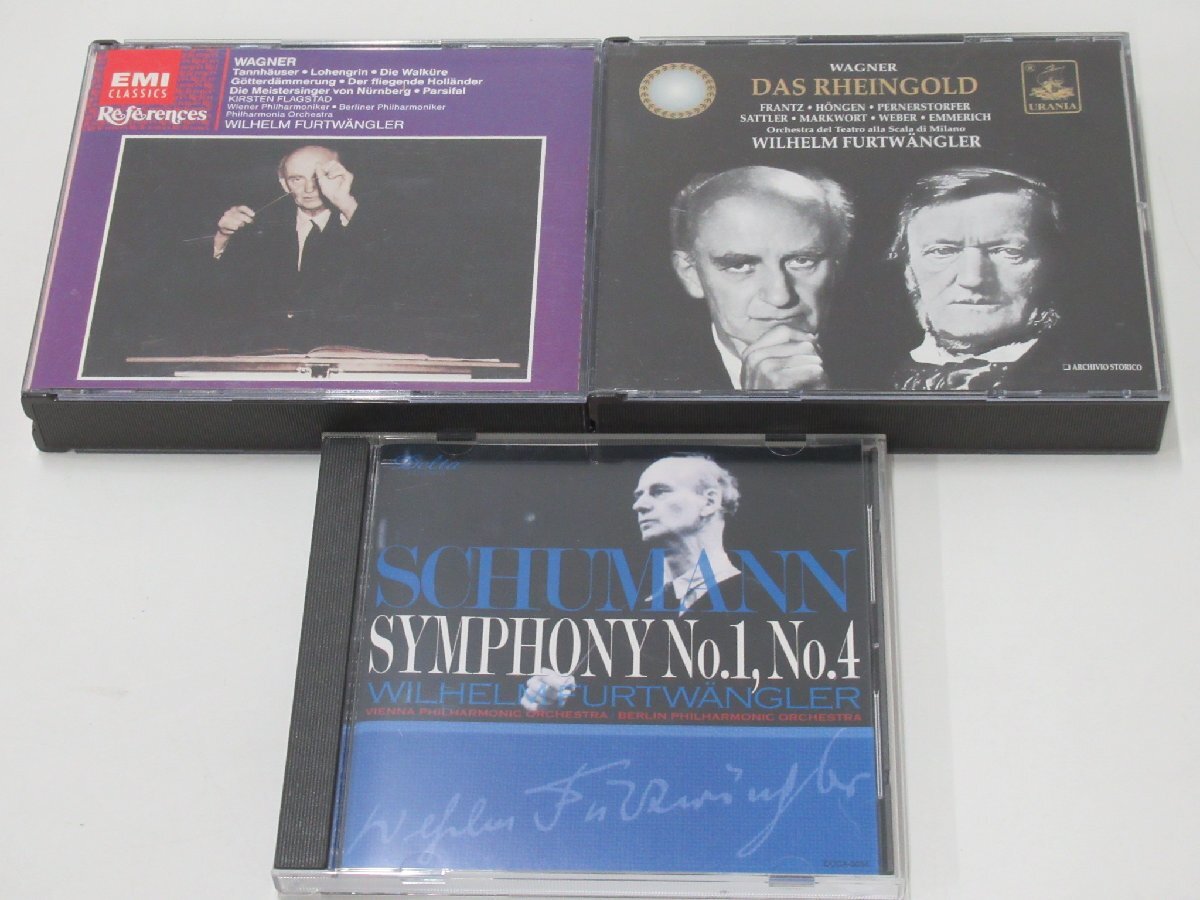 EMI
CLASSICS
Références
WAGNER
Tannhäuser • Lohengrin • Die Walküre
Götterdämmerung • Der fliegende Holländer
Die Meistersinger von Nürnberg • Parsifal
KIRSTEN FLAGSTAD
Wiener Philharmoniker • Berliner Philharmoniker
Philharmonia Orchestra
WILHELM FURTWÄNGLER
WAGNER
DAS RHEINGOLD
FRANTZ • HÖNGEN • PERNERSTORFER
SATTLER • MARKWORT • WEBER • EMMERICH
Orchestra del Teatro alla Scala di Milano
WILHELM FURTWÄNGLER
URANIA
ARCHIVIO STORICO
Delta
SCHUMANN
SYMPHONY No.1, No.4
WILHELM FURTWÄNGLER
VIENNA PHILHARMONIC ORCHESTRA / BERLIN PHILHARMONIC ORCHESTRA
Wilhelm Furtwängler